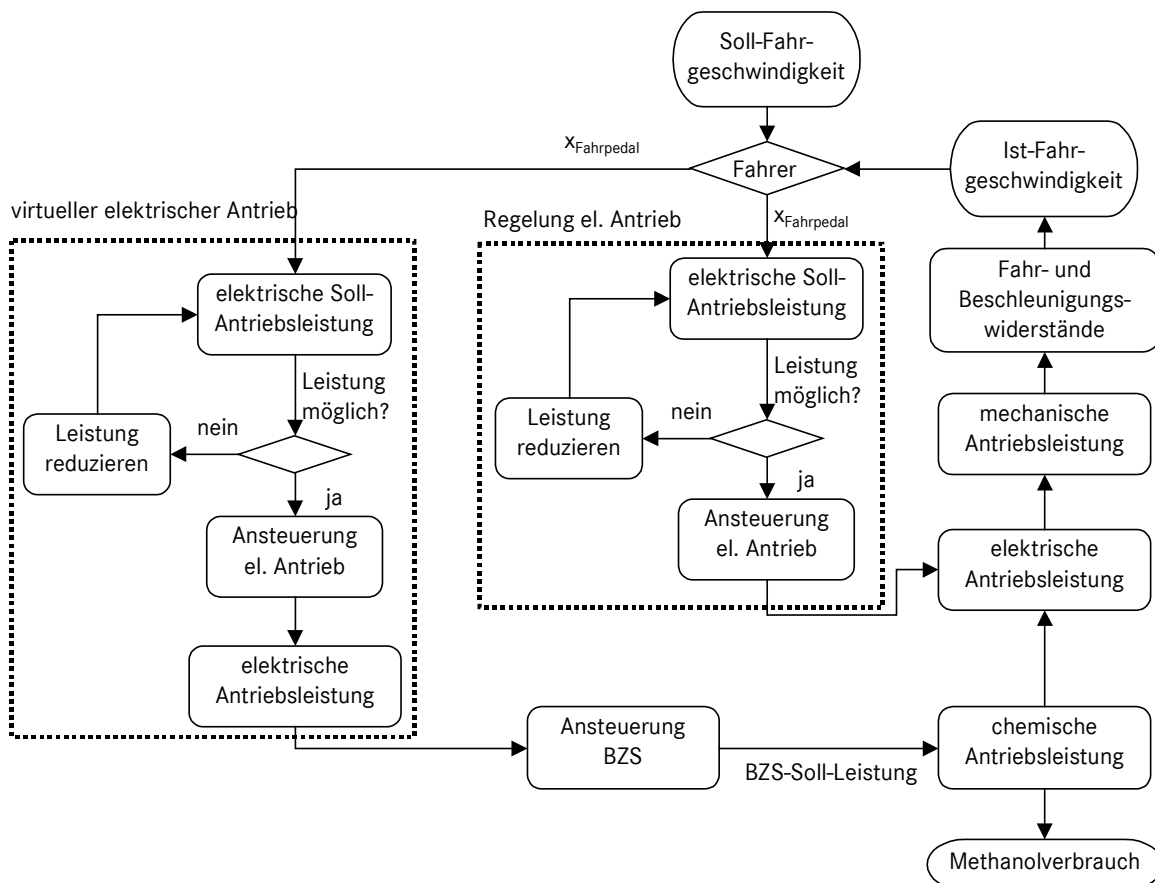 Soll-Fahr-
geschwindigkeit
xFahrpedal
Fahrer
Ist-Fahr-
geschwindigkeit
virtueller elektrischer Antrieb
Regelung el. Antrieb
xFahrpedal
elektrische Soll-
Antriebsleistung
Leistung
möglich?
nein
Leistung
reduzieren
ja
Ansteuerung
el. Antrieb
elektrische
Antriebsleistung
elektrische Soll-
Antriebsleistung
Leistung
möglich?
nein
Leistung
reduzieren
ja
Ansteuerung
el. Antrieb
Fahr- und
Beschleunigungs-
widerstände
mechanische
Antriebsleistung
elektrische
Antriebsleistung
Ansteuerung
BZS
BZS-Soll-Leistung
chemische
Antriebsleistung
Methanolverbrauch